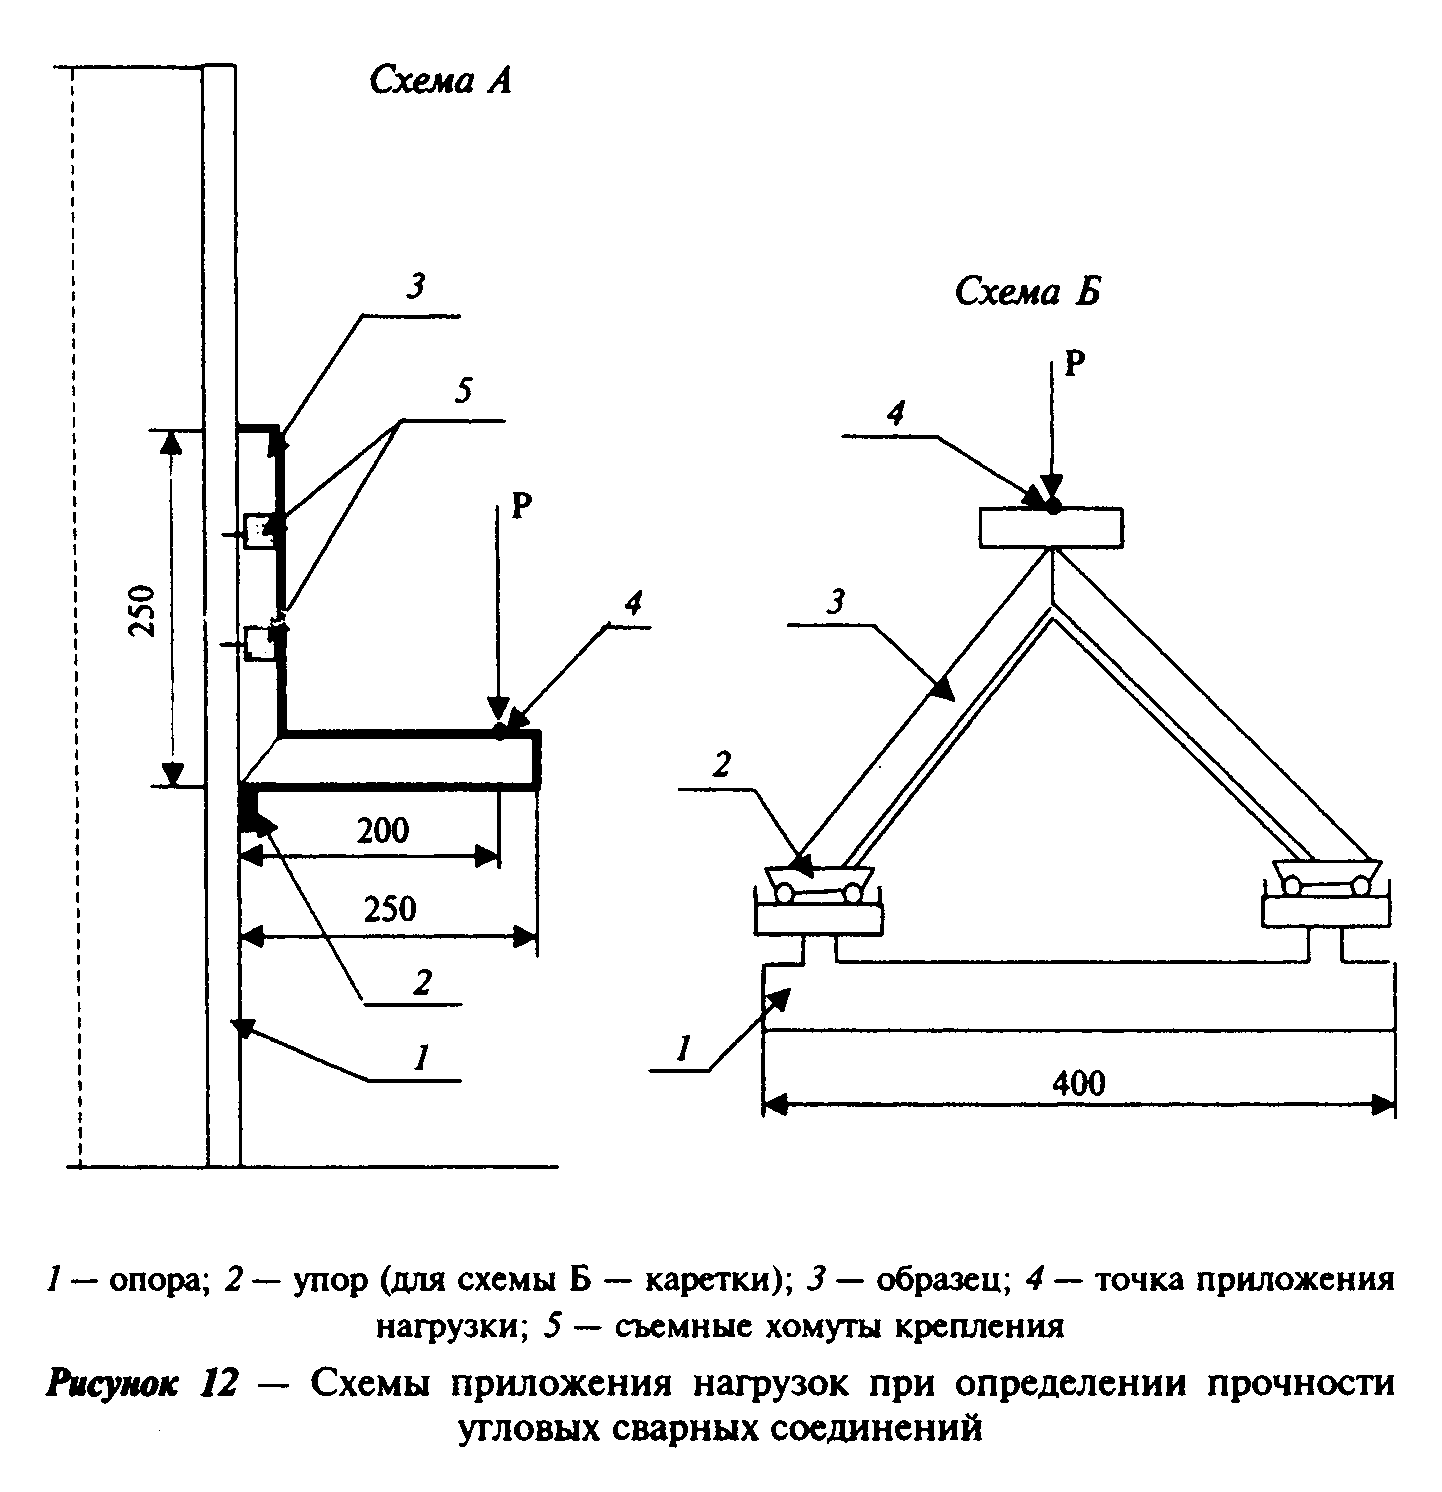 Схема А
3
5
P
250
4
200
250
2
1
Схема Б
P
4
3
2
1
400
1 — опора; 2 — упор (для схемы Б — каретки); 3 — образец; 4 — точка приложения
нагрузки; 5 — съемные хомуты крепления
Рисунок 12 — Схемы приложения нагрузок при определении прочности
угловых сварных соединений